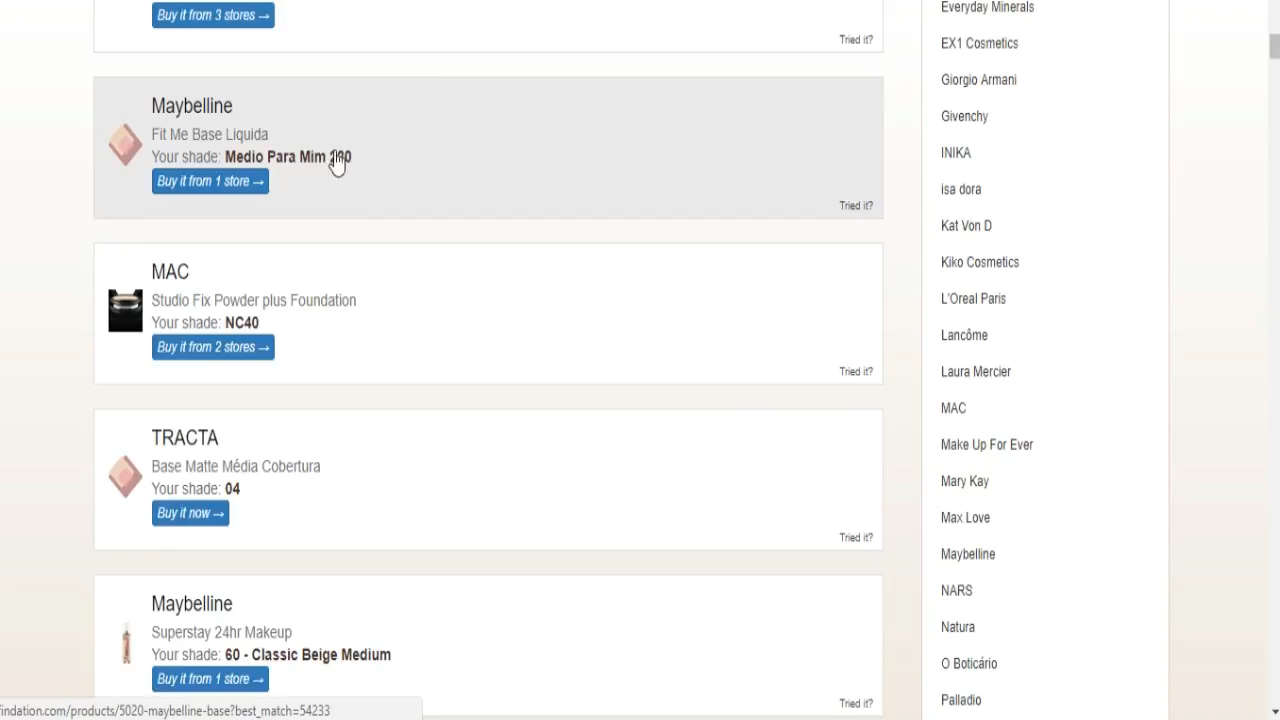 Buy it from 3 stores →
Tried it?
Maybelline
Fit Me Base Liquida
Your shade: Medio Para Mim
Buy it from 1 store →
Tried it?
MAC
Studio Fix Powder plus Foundation
Your shade: NC40
Buy it from 2 stores →
Tried it?
TRACTA
Base Matte Média Cobertura
Your shade: 04
Buy it now →
Tried it?
Maybelline
Superstay 24hr Makeup
Your shade: 60 - Classic Beige Medium
Buy it from 1 store →
Tried it?
Everyday Minerals
EX1 Cosmetics
Giorgio Armani
Givenchy
INIKA
isa dora
Kat Von D
Kiko Cosmetics
L'Oreal Paris
Lancôme
Laura Mercier
MAC
Make Up For Ever
Mary Kay
Max Love
Maybelline
NARS
Natura
O Boticário
Palladio
findation.com/products/5020-maybelline-base?best_match=54233